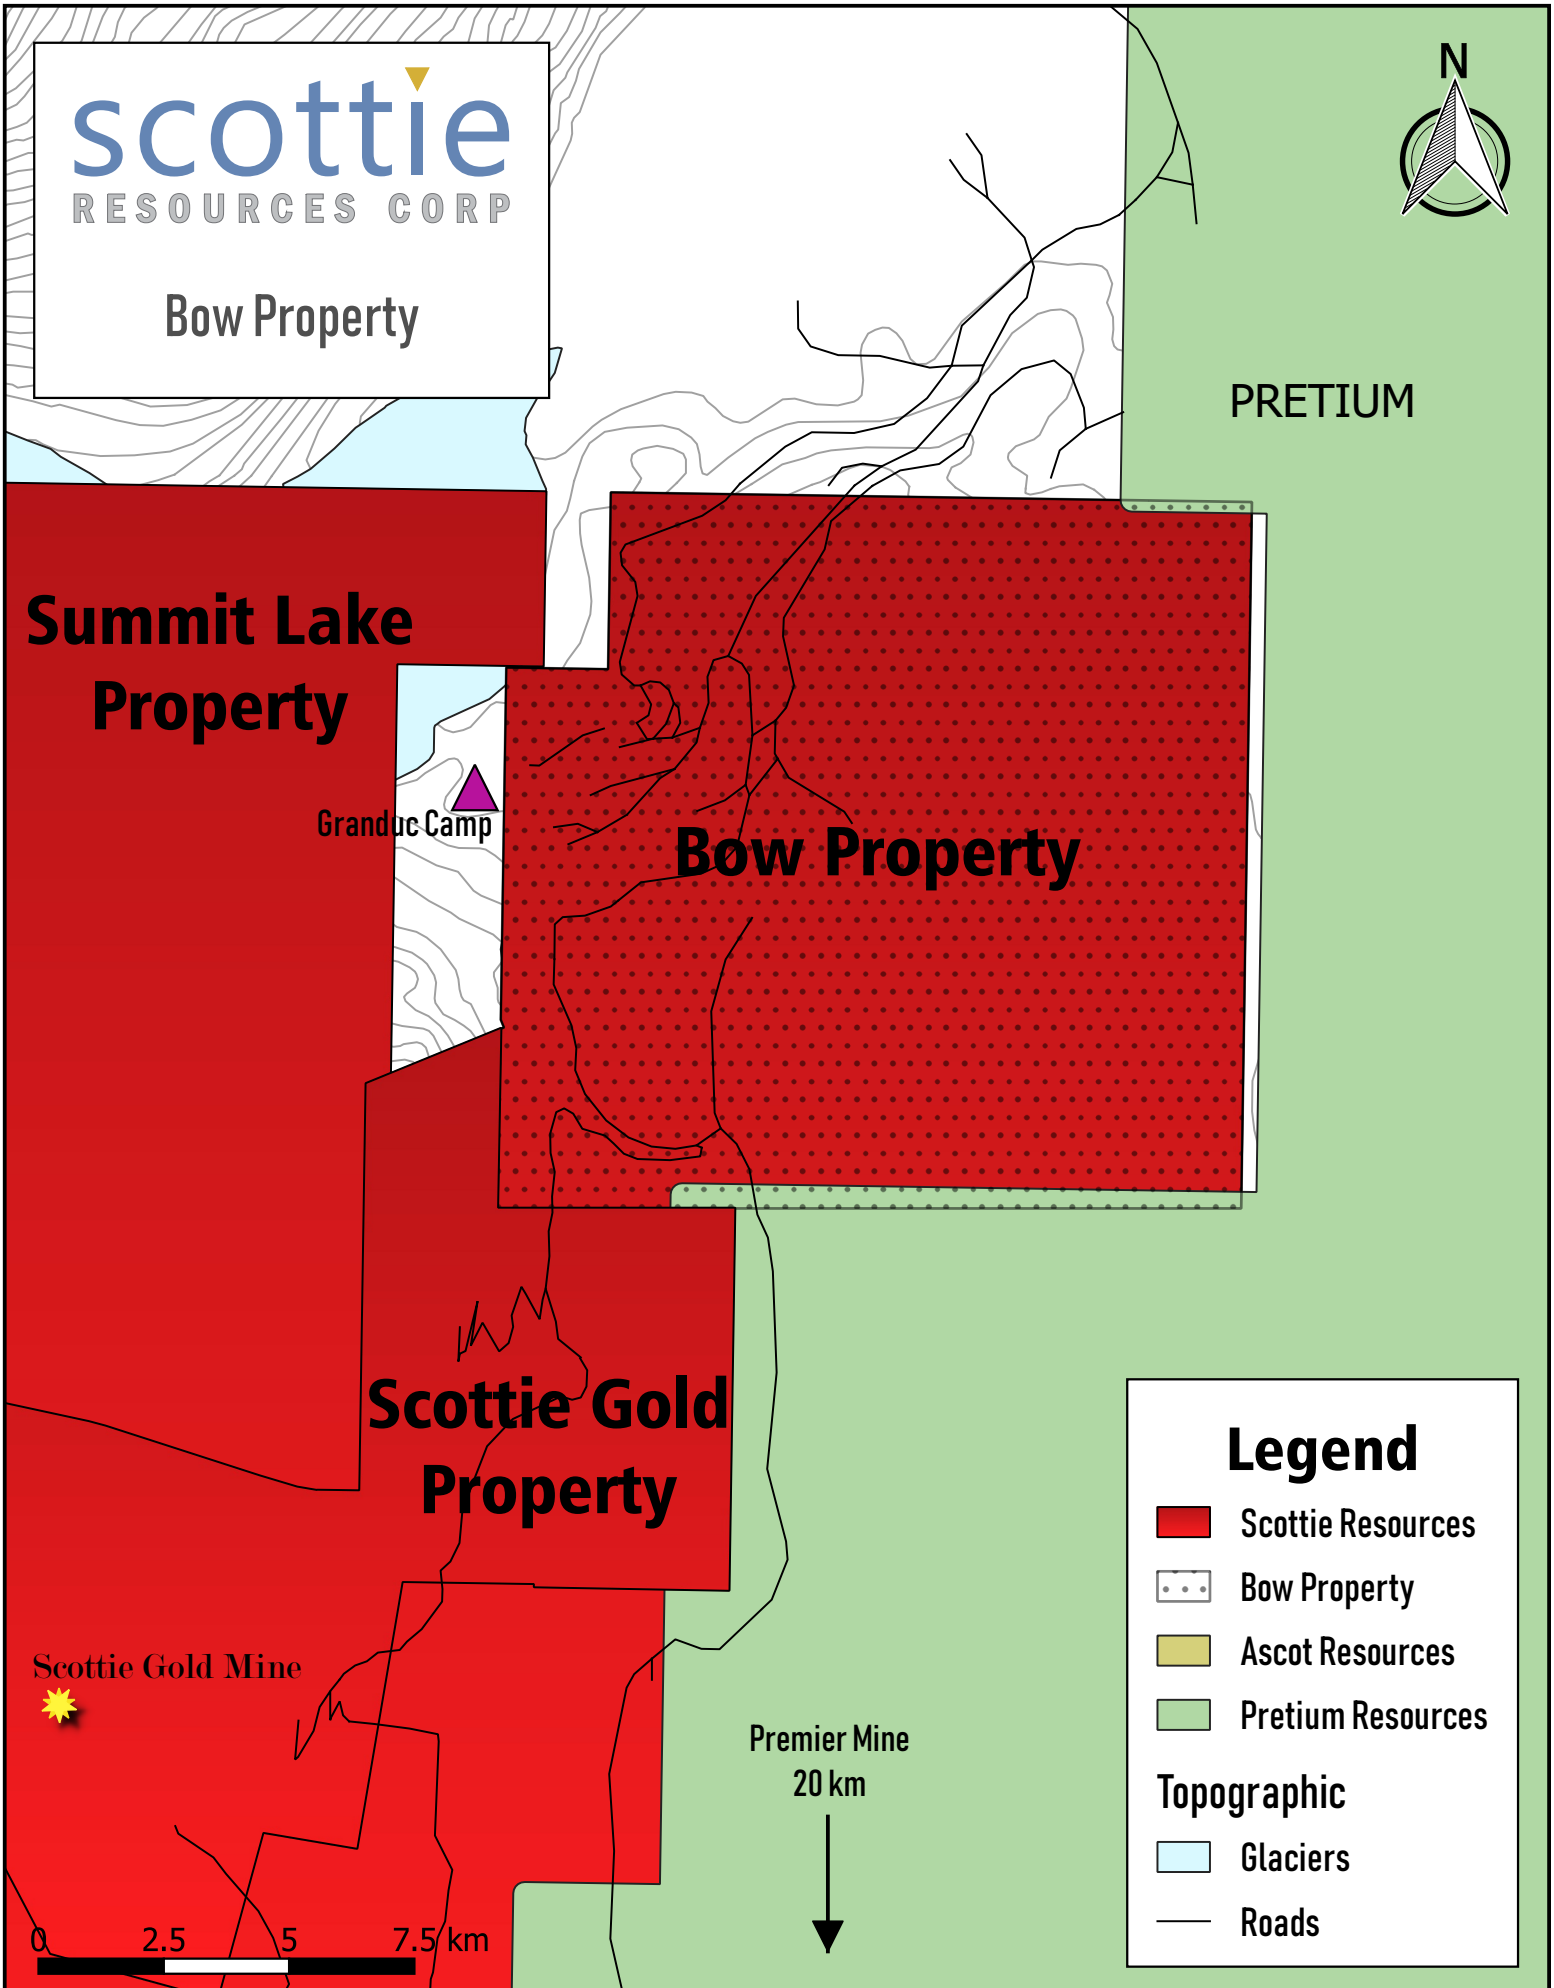 scottie
RESOURCES CORP
Bow Property
N
PRETIUM
Summit Lake
Property
Granduc Camp
Bow Property
Scottie Gold
Property
Scottie Gold Mine
Premier Mine
20 km
0 2.5 5 7.5 km
Legend
Scottie Resources
Bow Property
Ascot Resources
Pretium Resources
Topographic
Glaciers
Roads